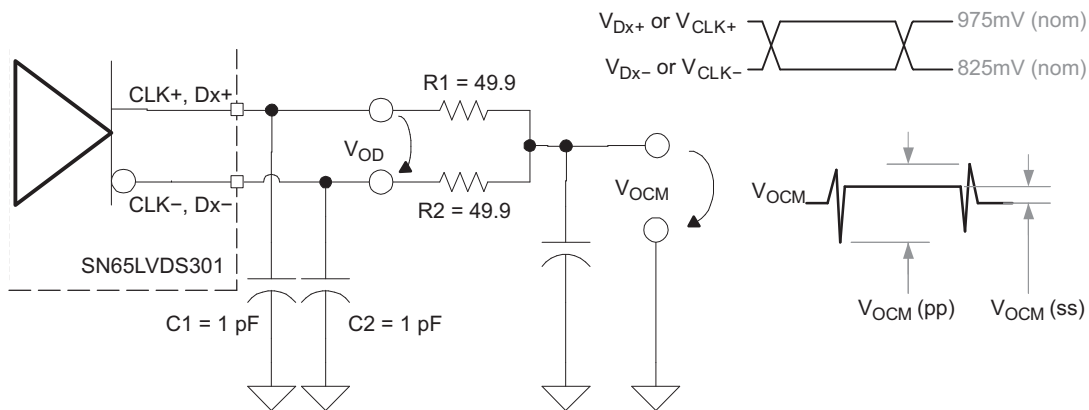 V_Dx+ or V_CLK+
975mV (nom)
V_Dx− or V_CLK−
825mV (nom)
CLK+, Dx+
R1 = 49.9
V_OD
CLK−, Dx−
R2 = 49.9
V_OCM
SN65LVDS301
C1 = 1 pF
C2 = 1 pF
V_OCM
V_OCM (pp)
V_OCM (ss)